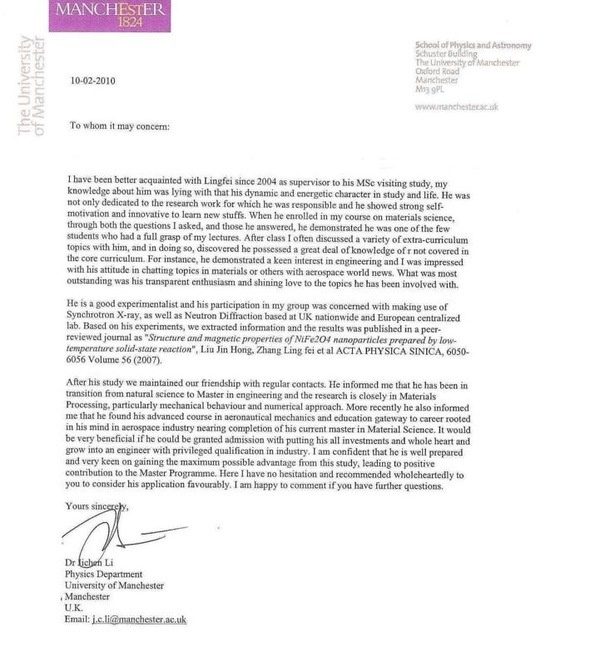 MANCHESTER
1824
The University
of Manchester
School of Physics and Astronomy
Schuster Building
The University of Manchester
Oxford Road
Manchester
M13 9PL
www.manchester.ac.uk
10-02-2010
To whom it may concern:
I have been better acquainted with Lingfei since 2004 as supervisor to his MSc visiting study, my
knowledge about him was lying with that his dynamic and energetic character in study and life. He was
not only dedicated to the research work for which he was responsible and he showed strong self-
motivation and innovative to learn new stuffs. When he enrolled in my course on materials science,
through both the questions I asked, and those he answered, he demonstrated he was one of the few
students who had a full grasp of my lectures. After class I often discussed a variety of extra-curriculum
topics with him, and in doing so, discovered he possessed a great deal of knowledge of r not covered in
the core curriculum. For instance, he demonstrated a keen interest in engineering and I was impressed
with his attitude in chatting topics in materials or others with aerospace world news. What was most
outstanding was his transparent enthusiasm and shining love to the topics he has been involved with.
He is a good experimentalist and his participation in my group was concerned with making use of
Synchrotron X-ray, as well as Neutron Diffraction based at UK nationwide and European centralized
lab. Based on his experiments, we extracted information and the results was published in a peer-
reviewed journal as "Structure and magnetic properties of NiFe2O4 nanoparticles prepared by low-
temperature solid-state reaction", Liu Jin Hong, Zhang Ling fei et al ACTA PHYSICA SINICA, 6050-
6056 Volume 56 (2007).
After his study we maintained our friendship with regular contacts. He informed me that he has been in
transition from natural science to Master in engineering and the research is closely in Materials
Processing, particularly mechanical behaviour and numerical approach. More recently he also informed
me that he found his advanced course in aeronautical mechanics and education gateway to career rooted
in his mind in aerospace industry nearing completion of his current master in Material Science. It would
be very beneficial if he could be granted admission with putting his all investments and whole heart and
grow into an engineer with privileged qualification in industry. I am confident that he is well prepared
and very keen on gaining the maximum possible advantage from this study, leading to positive
contribution to the Master Programme. Here I have no hesitation and recommended wholeheartedly to
you to consider his application favourably. I am happy to comment if you have further questions.
Yours sincerely,
Dr Jichen Li
Physics Department
University of Manchester
Manchester
U.K.
Email: j.c.li@manchester.ac.uk